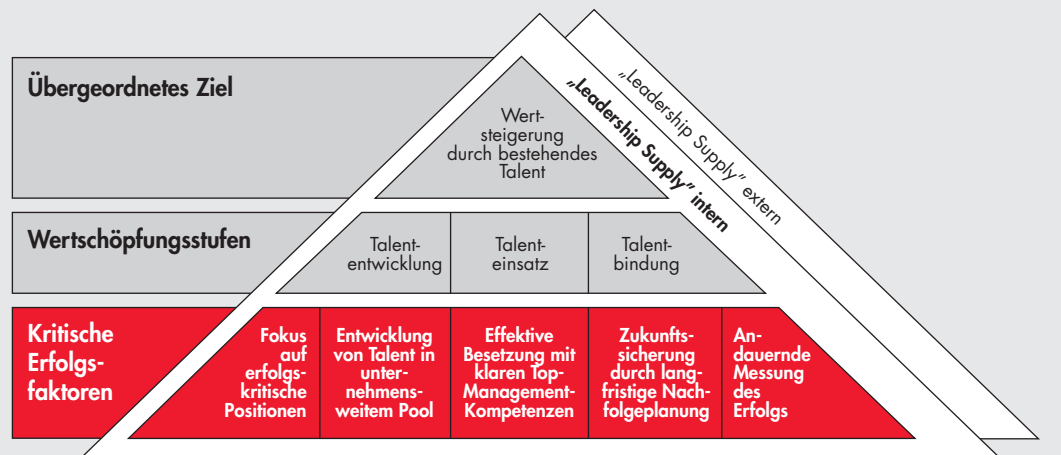 Übergeordnetes Ziel
Wert-
steigerung
durch bestehendes
Talent
„Leadership Supply“ intern
„Leadership Supply“ extern
Wertschöpfungsstufen
Talent-
entwicklung
Talent-
einsatz
Talent-
bindung
Kritische
Erfolgs-
faktoren
Fokus
auf
erfolgs-
kritische
Positionen
Entwicklung
von Talent in
unter-
nehmens-
weitem Pool
Effektive
Besetzung mit
klaren Top-
Management-
Kompetenzen
Zukunfts-
sicherung
durch lang-
fristige Nach-
folgeplanung
An-
dauernde
Messung
des
Erfolgs